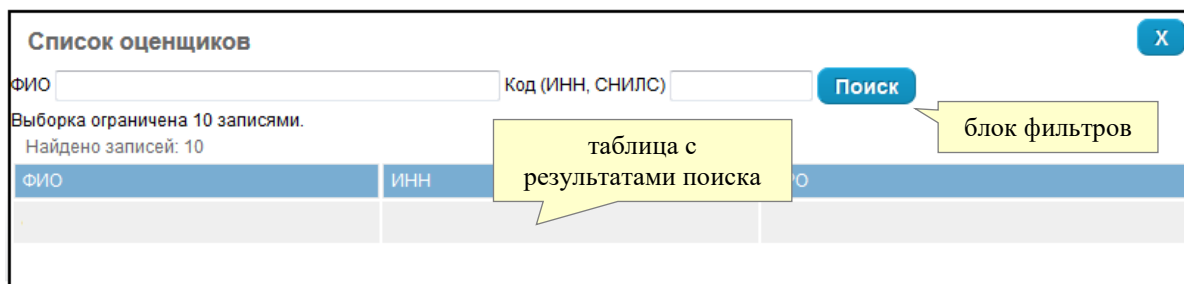 Список оценщиков
X
ФИО
Код (ИНН, СНИЛС)
Поиск
Выборка ограничена 10 записями.
блок фильтров
Найдено записей: 10
таблица с
результатами поиска
ФИО
ИНН